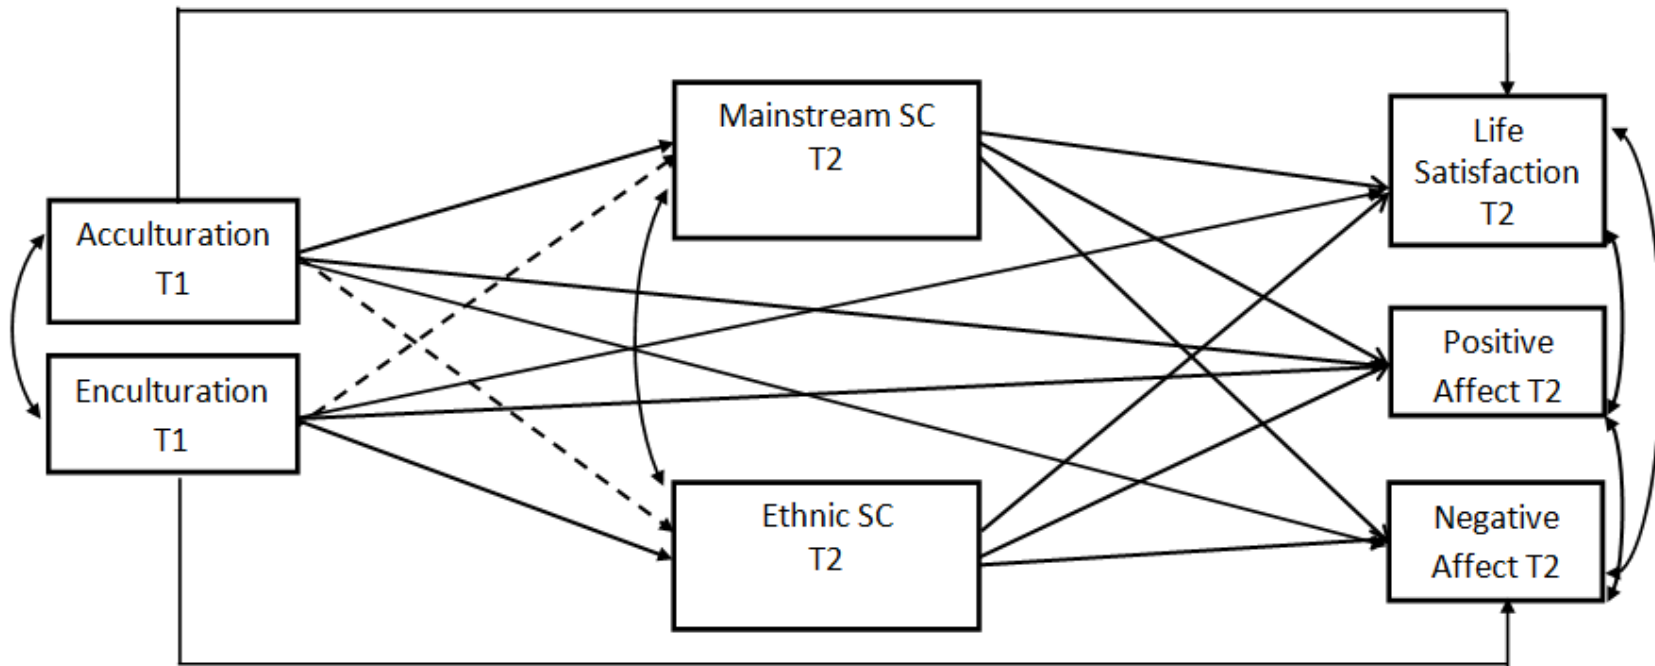 Mainstream SC
T2
Life
Satisfaction
T2
Acculturation
T1
Positive
Affect T2
Enculturation
T1
Ethnic SC
T2
Negative
Affect T2